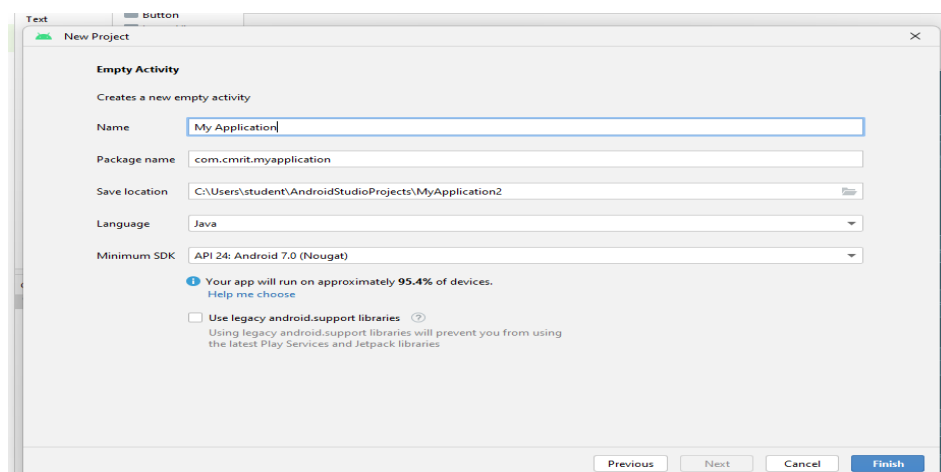 Text
Button
New Project
Empty Activity
Creates a new empty activity
Name My Application
Package name com.cmrit.myapplication
Save location C:\Users\student\AndroidStudioProjects\MyApplication2
Language Java
Minimum SDK API 24: Android 7.0 (Nougat)
Your app will run on approximately 95.4% of devices.
Help me choose
Use legacy android.support libraries ?
Using legacy android.support libraries will prevent you from using
the latest Play Services and Jetpack libraries
Previous Next Cancel Finish